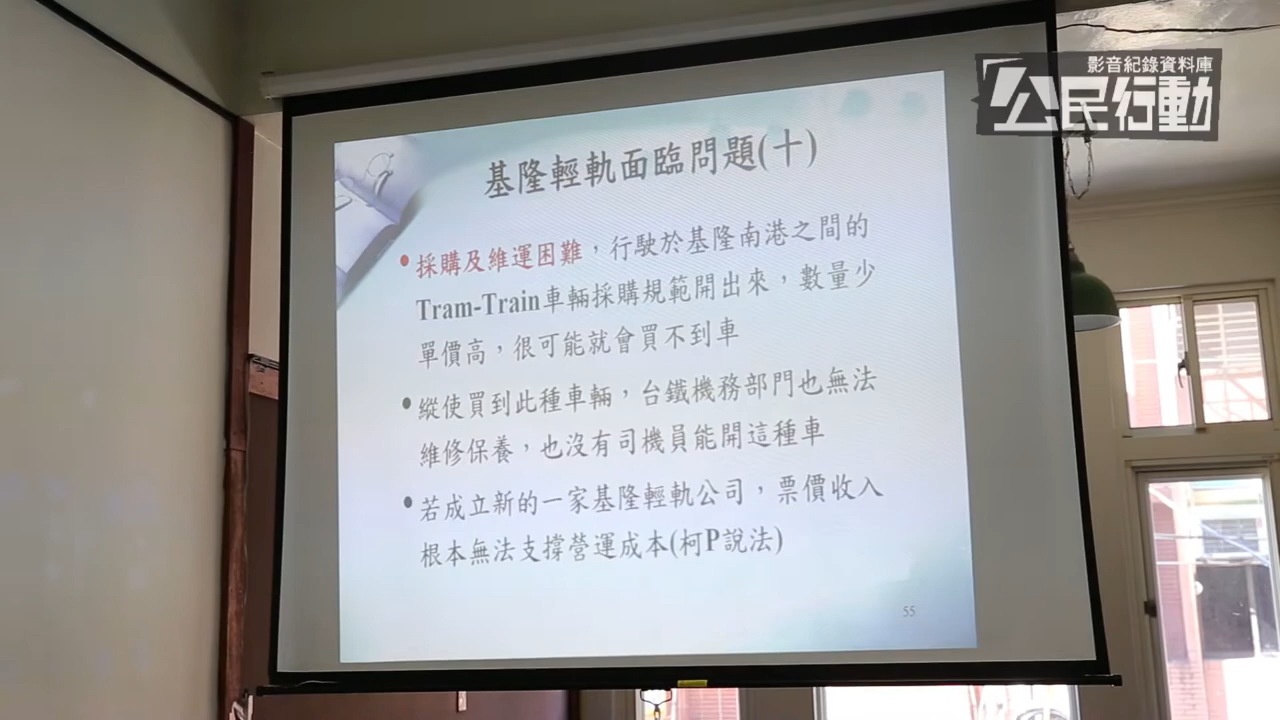 影音紀錄資料庫
公民行動
基隆輕軌面臨問題(十)
•採購及維運困難，行駛於基隆南港之間的
Tram-Train車輛採購規範開出來，數量少
單價高，很可能就會買不到車
•縱使買到此種車輛，台鐵機務部門也無法
維修保養，也沒有司機員能開這種車
•若成立新的一家基隆輕軌公司，票價收入
根本無法支撐營運成本(柯P說法)
55